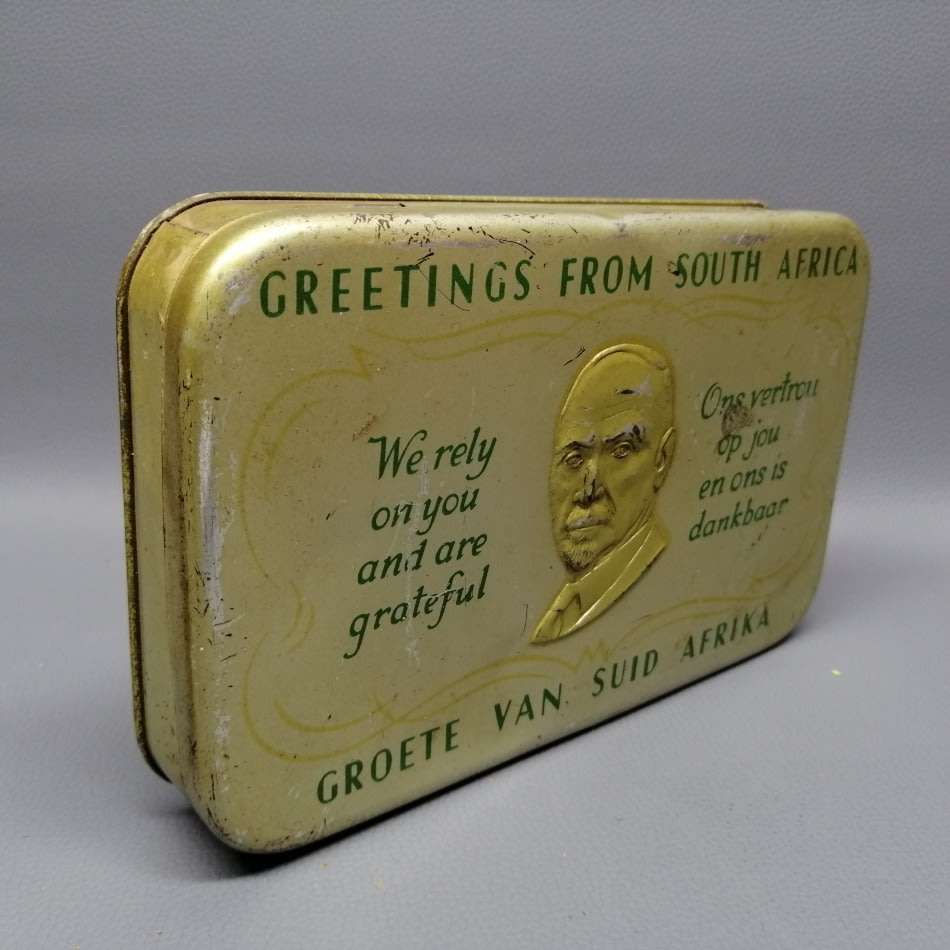 GREETINGS FROM SOUTH AFRICA
We rely
on you
and are
grateful
Ons vertrou
op jou
en ons is
dankbaar
GROETE VAN SUID AFRIKA